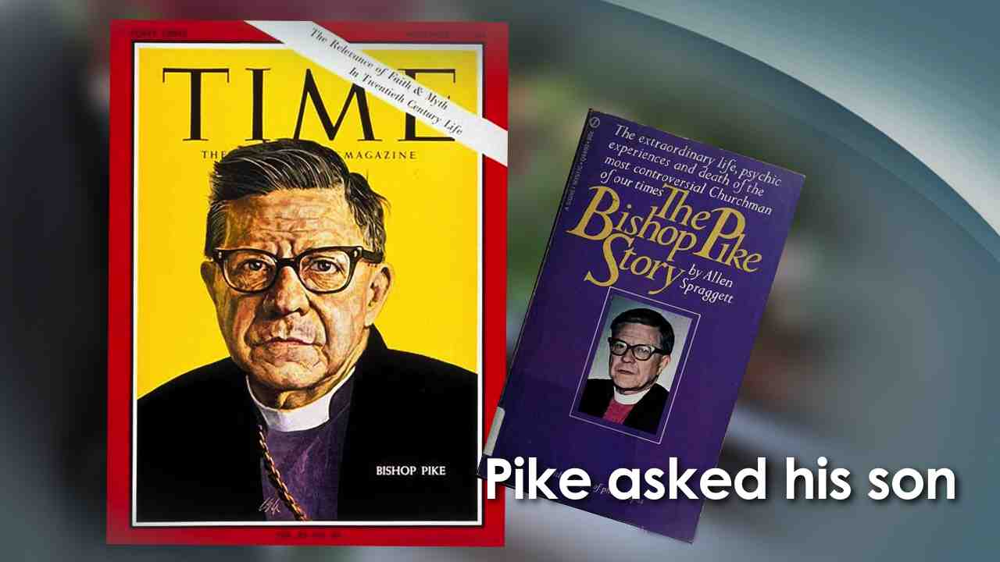 The Relevance of Faith & Myth
In Twentieth Century Life
TIME
THE MAGAZINE
BISHOP PIKE
The extraordinary life, psychic
experiences and death of the
most controversial Churchman
of our times
The
Bishop Pike
Story
by Allen
Spraggett
Pike asked his son